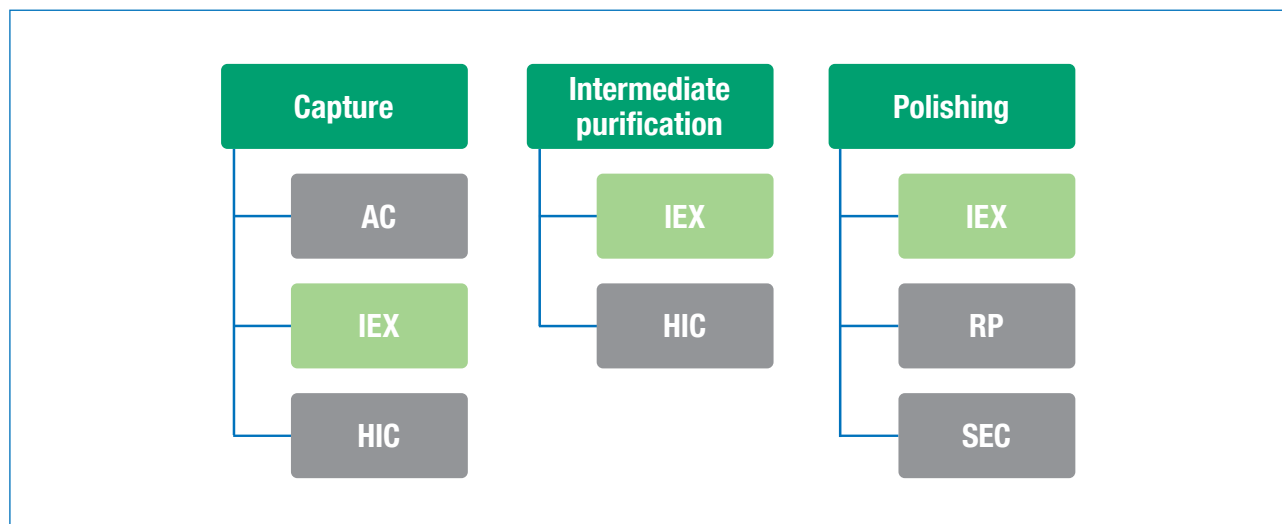 Capture
AC
IEX
HIC
Intermediate
purification
IEX
HIC
Polishing
IEX
RP
SEC